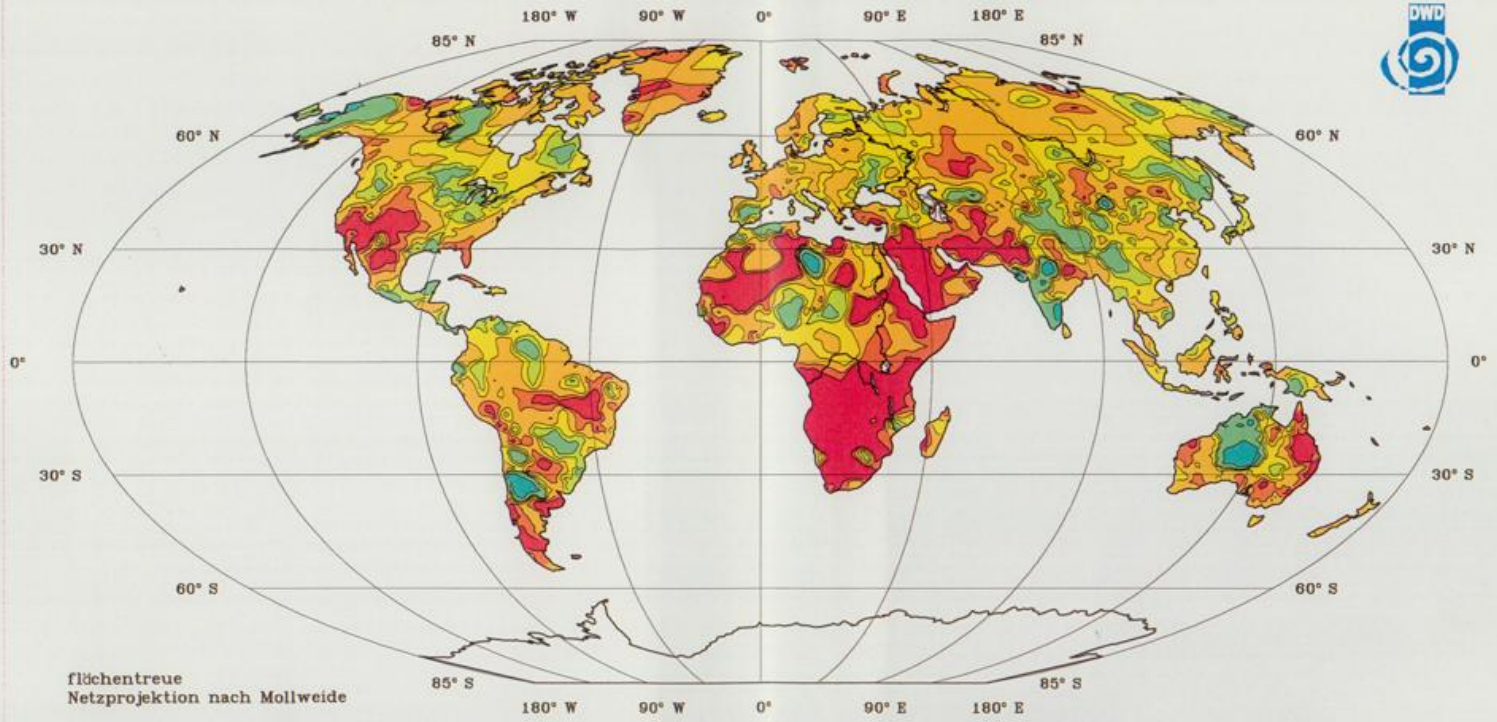 180° W 90° W 0° 90° E 180° E
DWD
85° N 85° N
60° N 60° N
30° N 30° N
0° 0°
30° S 30° S
60° S 60° S
85° S 85° S
flächentreue
Netzprojektion nach Mollweide
180° W 90° W 0° 90° E 180° E